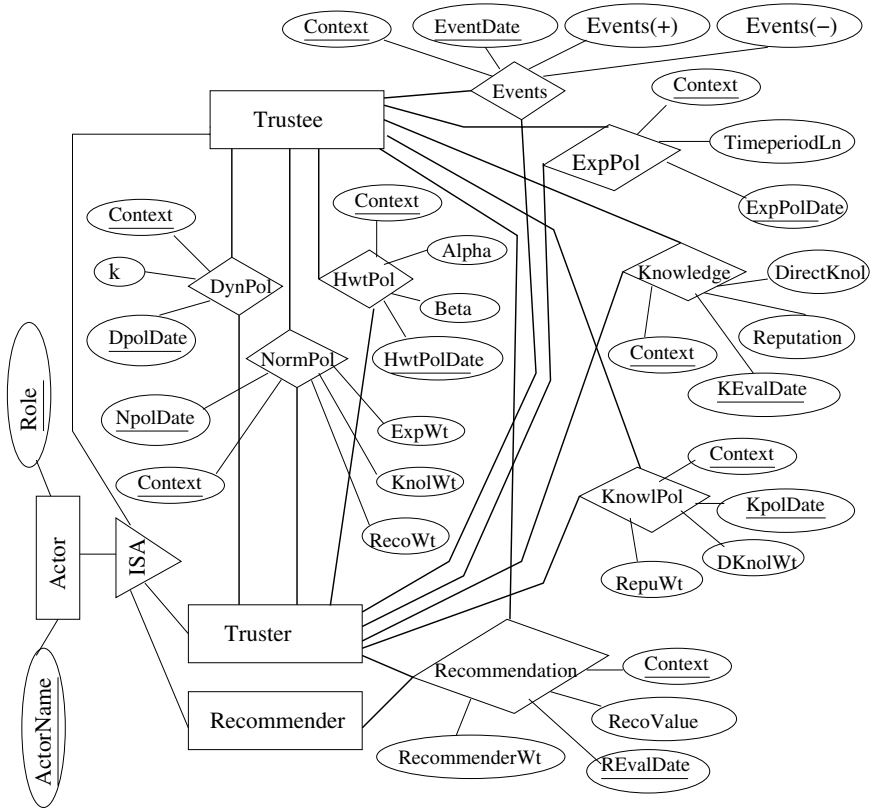 Context
EventDate
Events(+)
Events(−)
Events
Trustee
Context
TimeperiodLn
ExpPol
ExpPolDate
Context
Context
k
DynPol
DpolDate
HwtPol
Alpha
Beta
HwtPolDate
Knowledge
DirectKnol
Reputation
Context
KEvalDate
NormPol
NpolDate
Context
ExpWt
KnolWt
RecoWt
Role
Actor
ISA
ActorName
KnowlPol
Context
KpolDate
DKnolWt
RepuWt
Truster
Recommender
Recommendation
Context
RecoValue
RecommenderWt
REvalDate